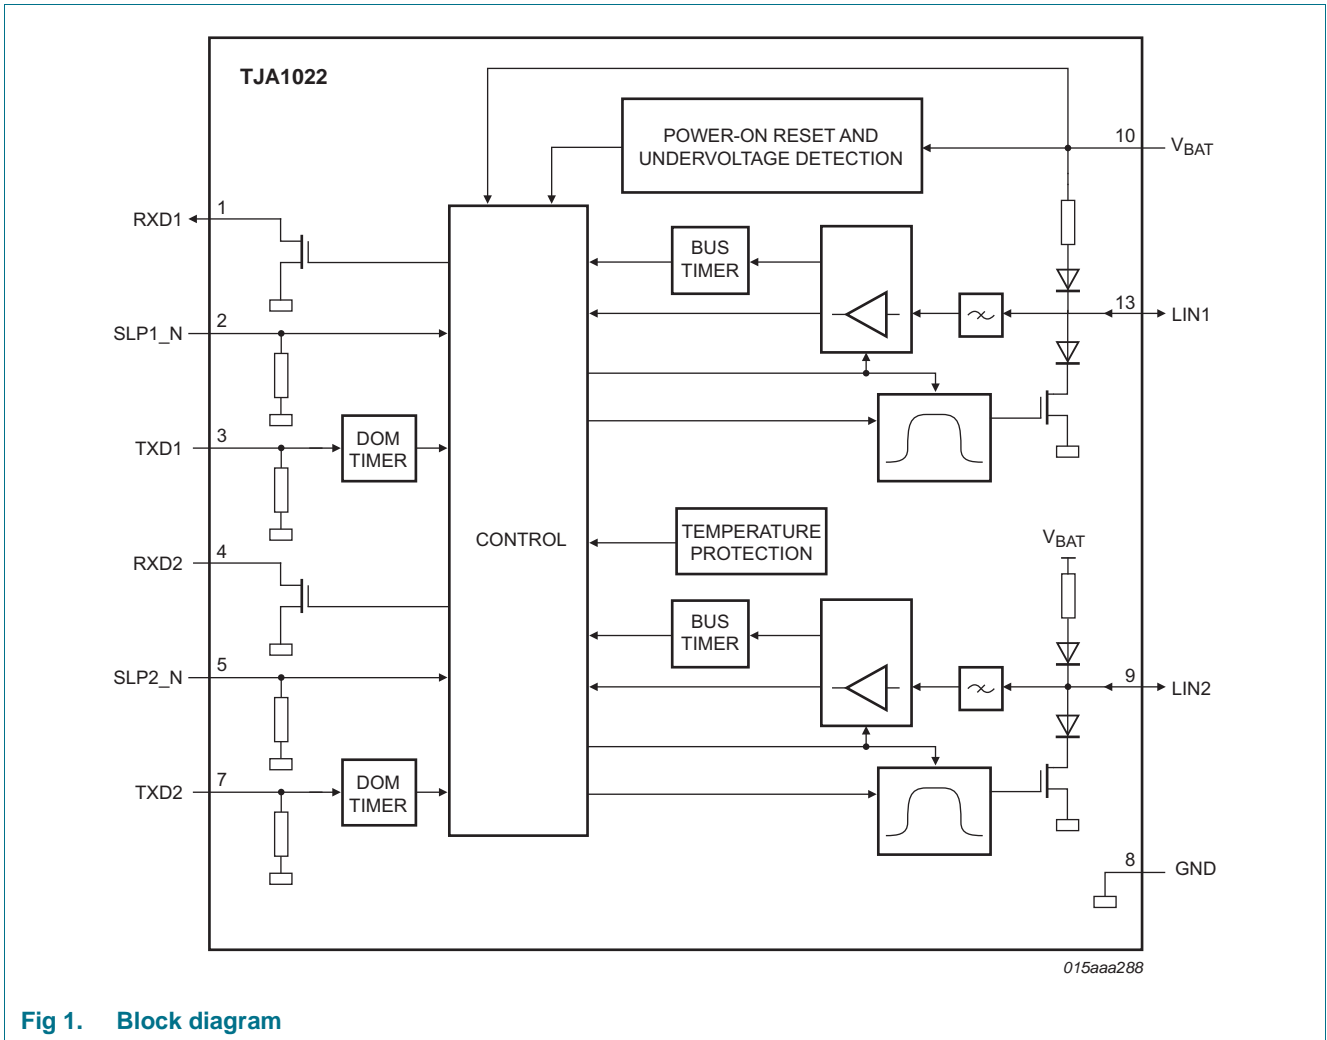 TJA1022
POWER-ON RESET AND
UNDERVOLTAGE DETECTION
10
VBAT
1
RXD1
BUS
TIMER
13
LIN1
2
SLP1_N
3
TXD1
DOM
TIMER
CONTROL
TEMPERATURE
PROTECTION
VBAT
4
RXD2
BUS
TIMER
9
LIN2
5
SLP2_N
7
TXD2
DOM
TIMER
8
GND
015aaa288
Fig 1. Block diagram